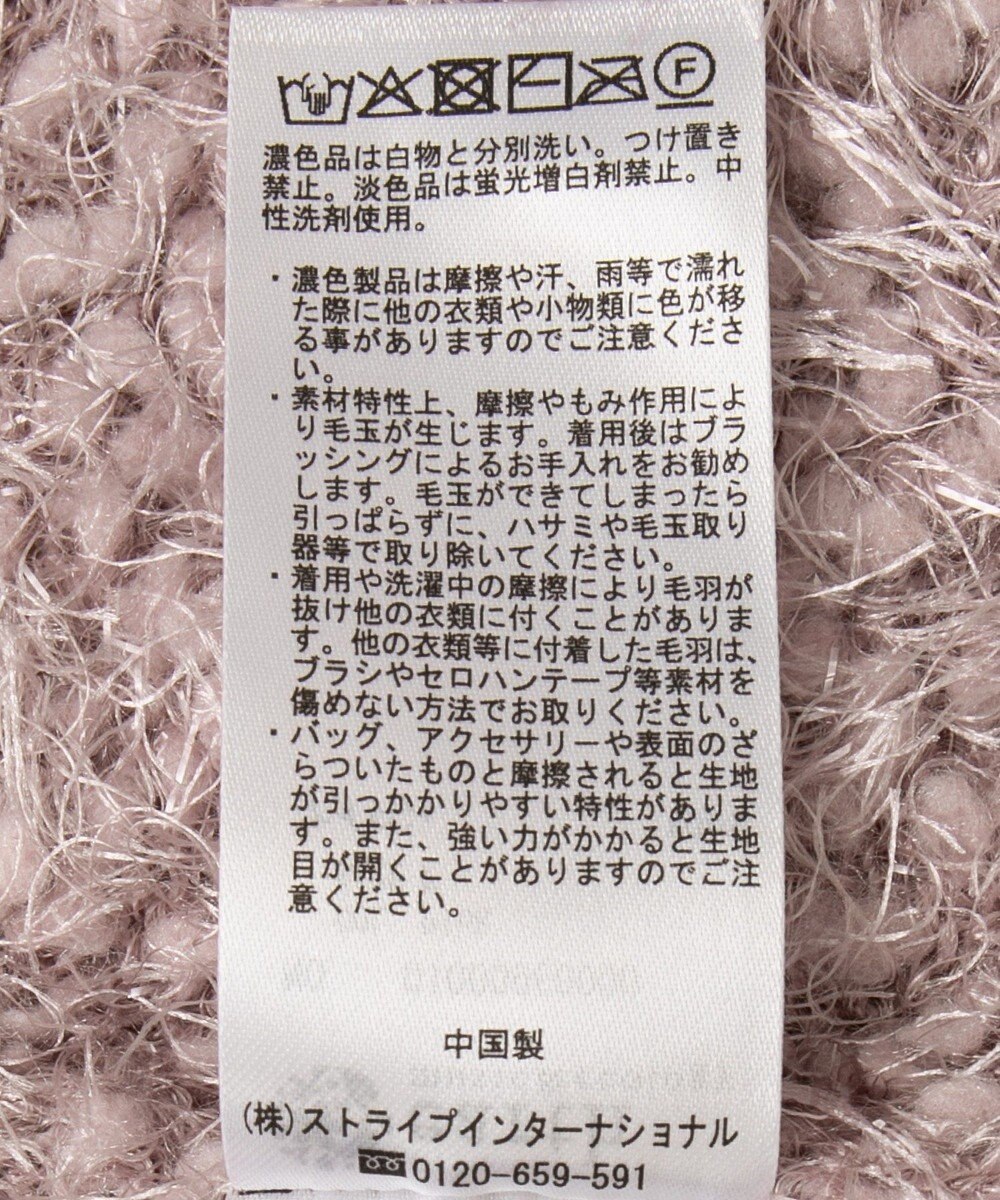 濃色品は白物と分別洗い。つけ置き
禁止。淡色品は蛍光増白剤禁止。中
性洗剤使用。
・濃色製品は摩擦や汗、雨等で濡れ
た際に他の衣類や小物類に色が移
る事がありますのでご注意くださ
い。
・素材特性上、摩擦やもみ作用によ
り毛玉が生じます。着用後はブラ
ッシングによるお手入れをお勧め
します。毛玉ができてしまったら
引っぱらずに、ハサミや毛玉取り
器等で取り除いてください。
・着用や洗濯中の摩擦により毛羽が
抜け他の衣類に付くことがありま
す。他の衣類等に付着した毛羽は、
ブラシやセロハンテープ等素材を
傷めない方法でお取りください。
・バッグ、アクセサリーや表面のざ
らついたものと摩擦されると生地
が引っかかりやすい特性がありま
す。また、強い力がかかると生地
目が開くことがありますのでご注
意ください。
中国製
(株)ストライプインターナショナル
0120-659-591